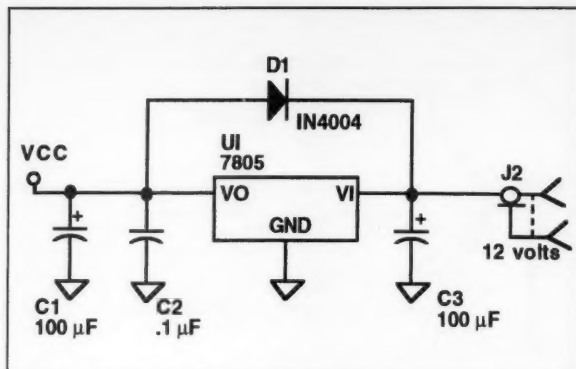 D1
IN4004
UI
7805
VCC
J2
VO
VI
GND
+
+
12 volts
C1
100 µF
C2
.1 µF
C3
100 µF